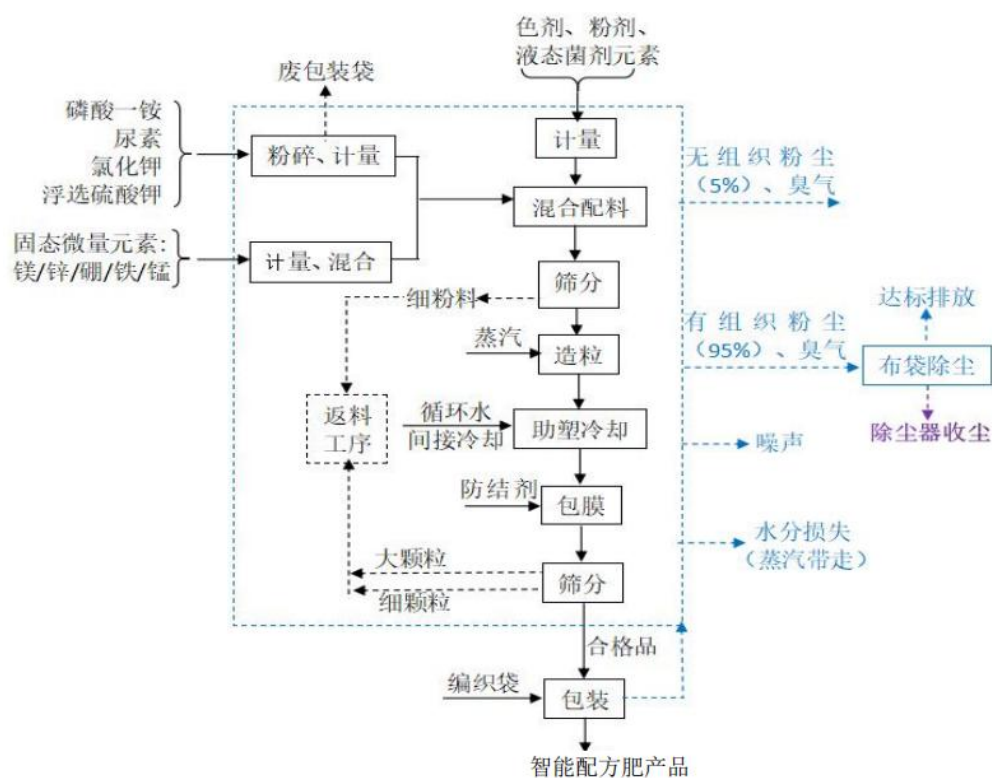 色剂、粉剂、
液态菌剂元素
废包装袋
磷酸一铵
尿素
氯化钾
浮选硫酸钾
粉碎、计量
计量
无组织粉尘
（5%）、臭气
混合配料
固态微量元素:
镁/锌/硼/铁/锰
计量、混合
筛分
细粉料
达标排放
有组织粉尘
（95%）、臭气
布袋除尘
蒸汽
造粒
返料
工序
循环水
间接冷却
助塑冷却
除尘器收尘
噪声
防结剂
包膜
水分损失
（蒸汽带走）
大颗粒
细颗粒
筛分
合格品
编织袋
包装
智能配方肥产品